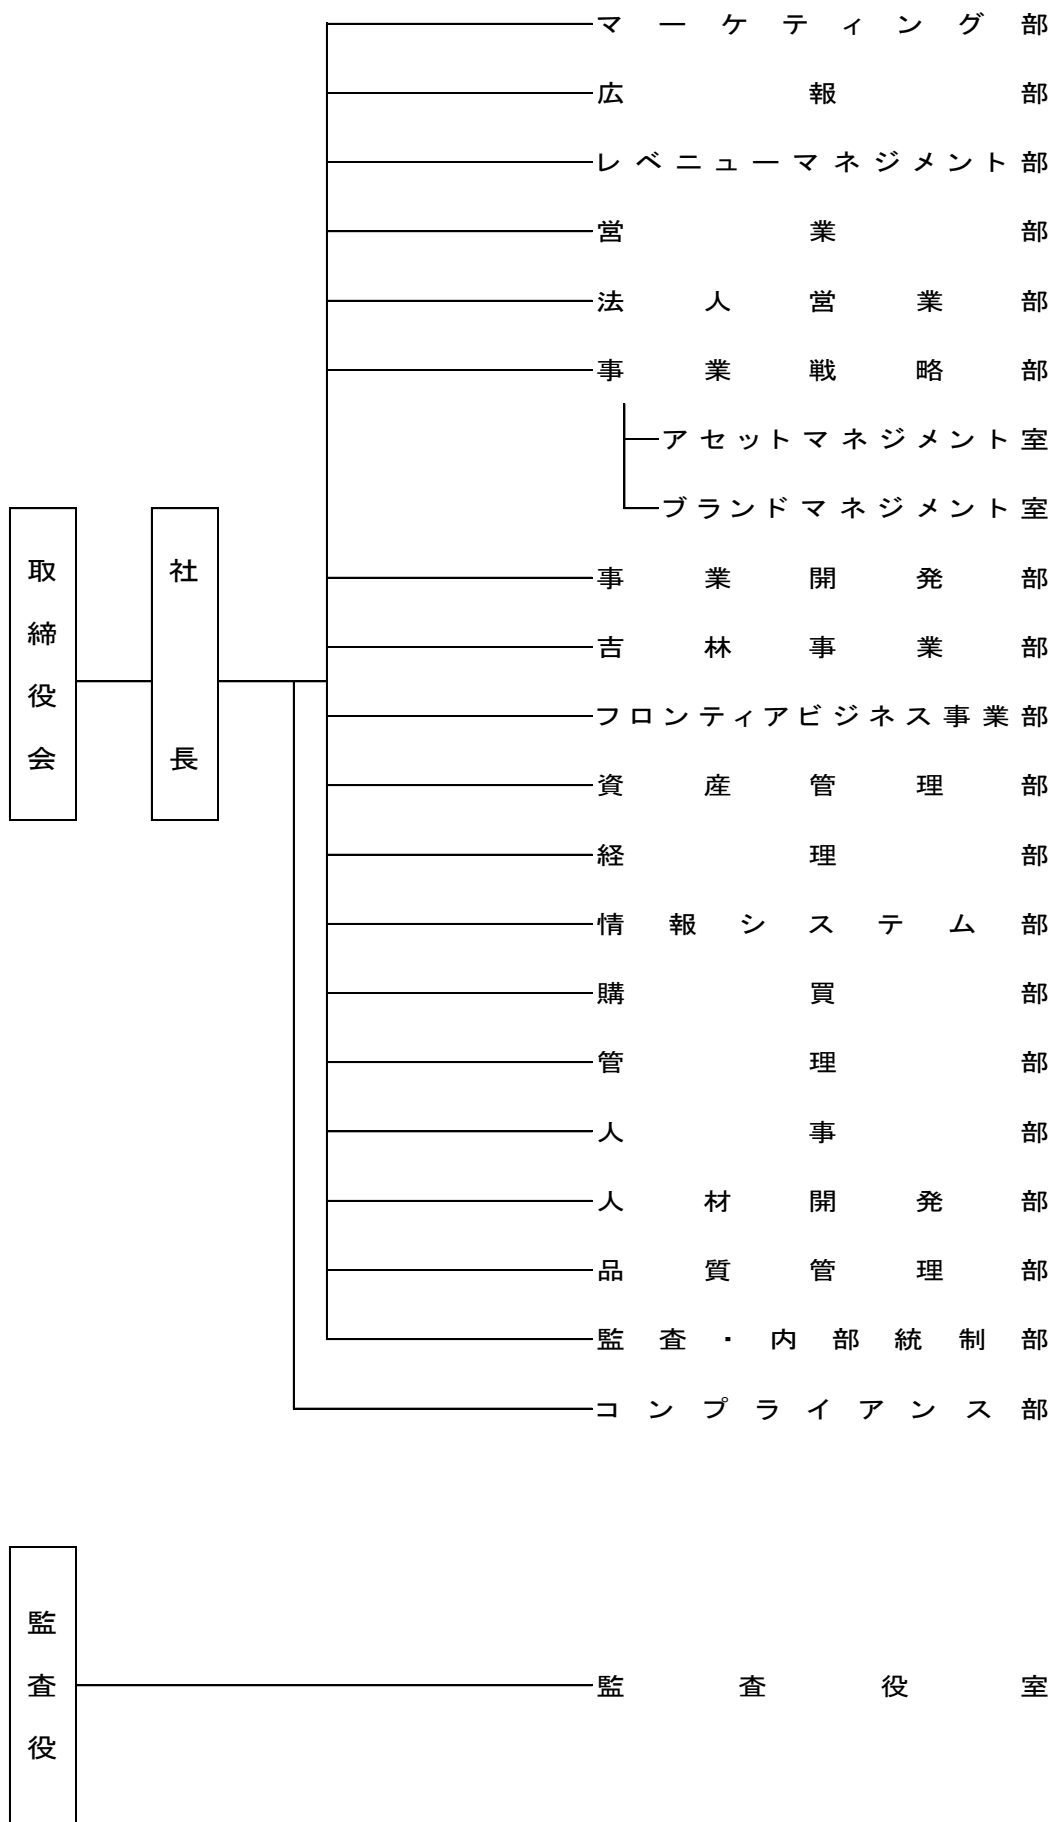 マーケティング部
広報部
レベニューマネジメント部
営業部
法人営業部
事業戦略部
アセットマネジメント室
ブランドマネジメント室
取締役会
社長
事業開発部
吉林事業部
フロンティアビジネス事業部
資産管理部
経理部
情報システム部
購買部
管理部
人事部
人材開発部
品質管理部
監査・内部統制部
コンプライアンス部
監査役
監査役室